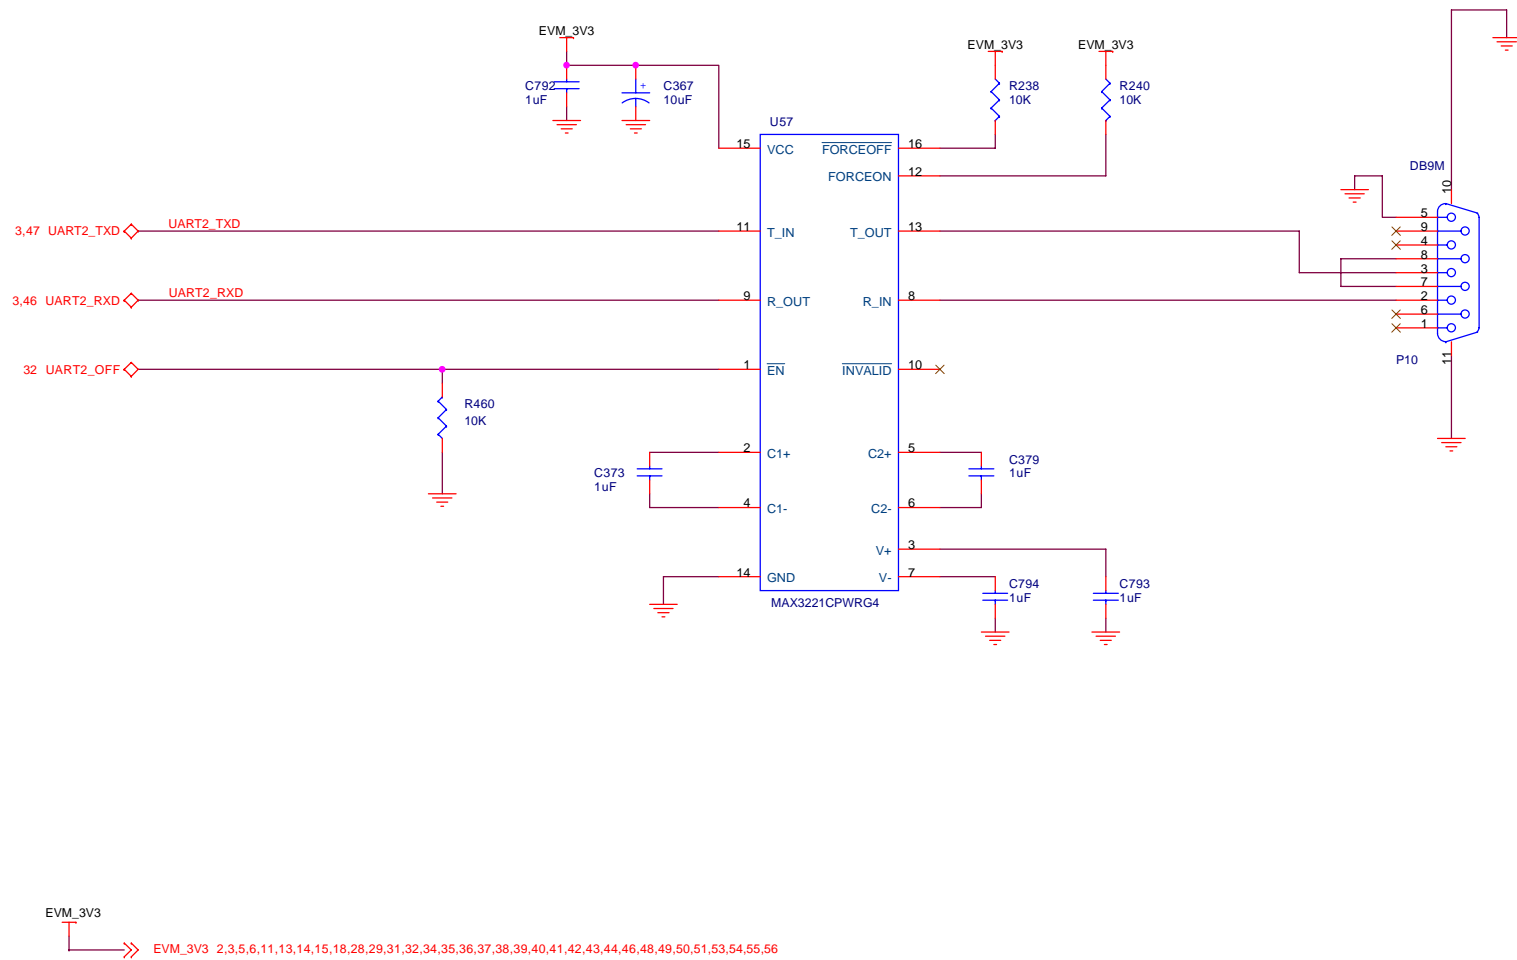 EVM_3V3
EVM_3V3 EVM_3V3
C792 1uF
C367 10uF
+
R238 10K
R240 10K
U57
15 VCC FORCEOFF 16
FORCEON 12
DB9M
10
3,47 UART2_TXD UART2_TXD 11 T_IN T_OUT 13
5
9
4
8
3
7
2
6
1
3,46 UART2_RXD UART2_RXD 9 R_OUT R_IN 8
P10
11
32 UART2_OFF 1 EN INVALID 10
R460
10K
2 C1+ C2+ 5
C373 1uF
C379 1uF
4 C1- C2- 6
V+ 3
14 GND V- 7
C794 1uF
C793 1uF
MAX3221CPWRG4
EVM_3V3
EVM_3V3 2,3,5,6,11,13,14,15,18,28,29,31,32,34,35,36,37,38,39,40,41,42,43,44,46,48,49,50,51,53,54,55,56